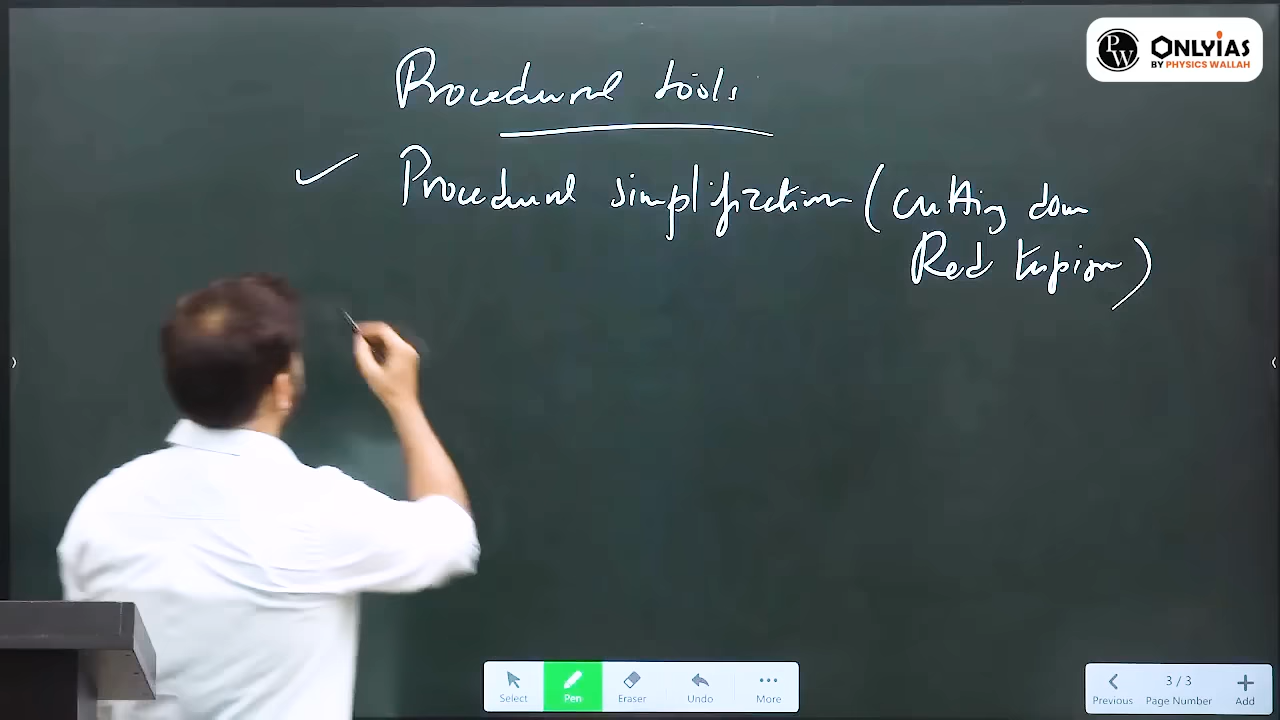 PW ONLYIAS
BY PHYSICS WALLAH
Procedural tools
✓ Procedural simplification (cutting down
Red tapism)
Select Pen Eraser Undo More
Previous 3 / 3 Page Number Add